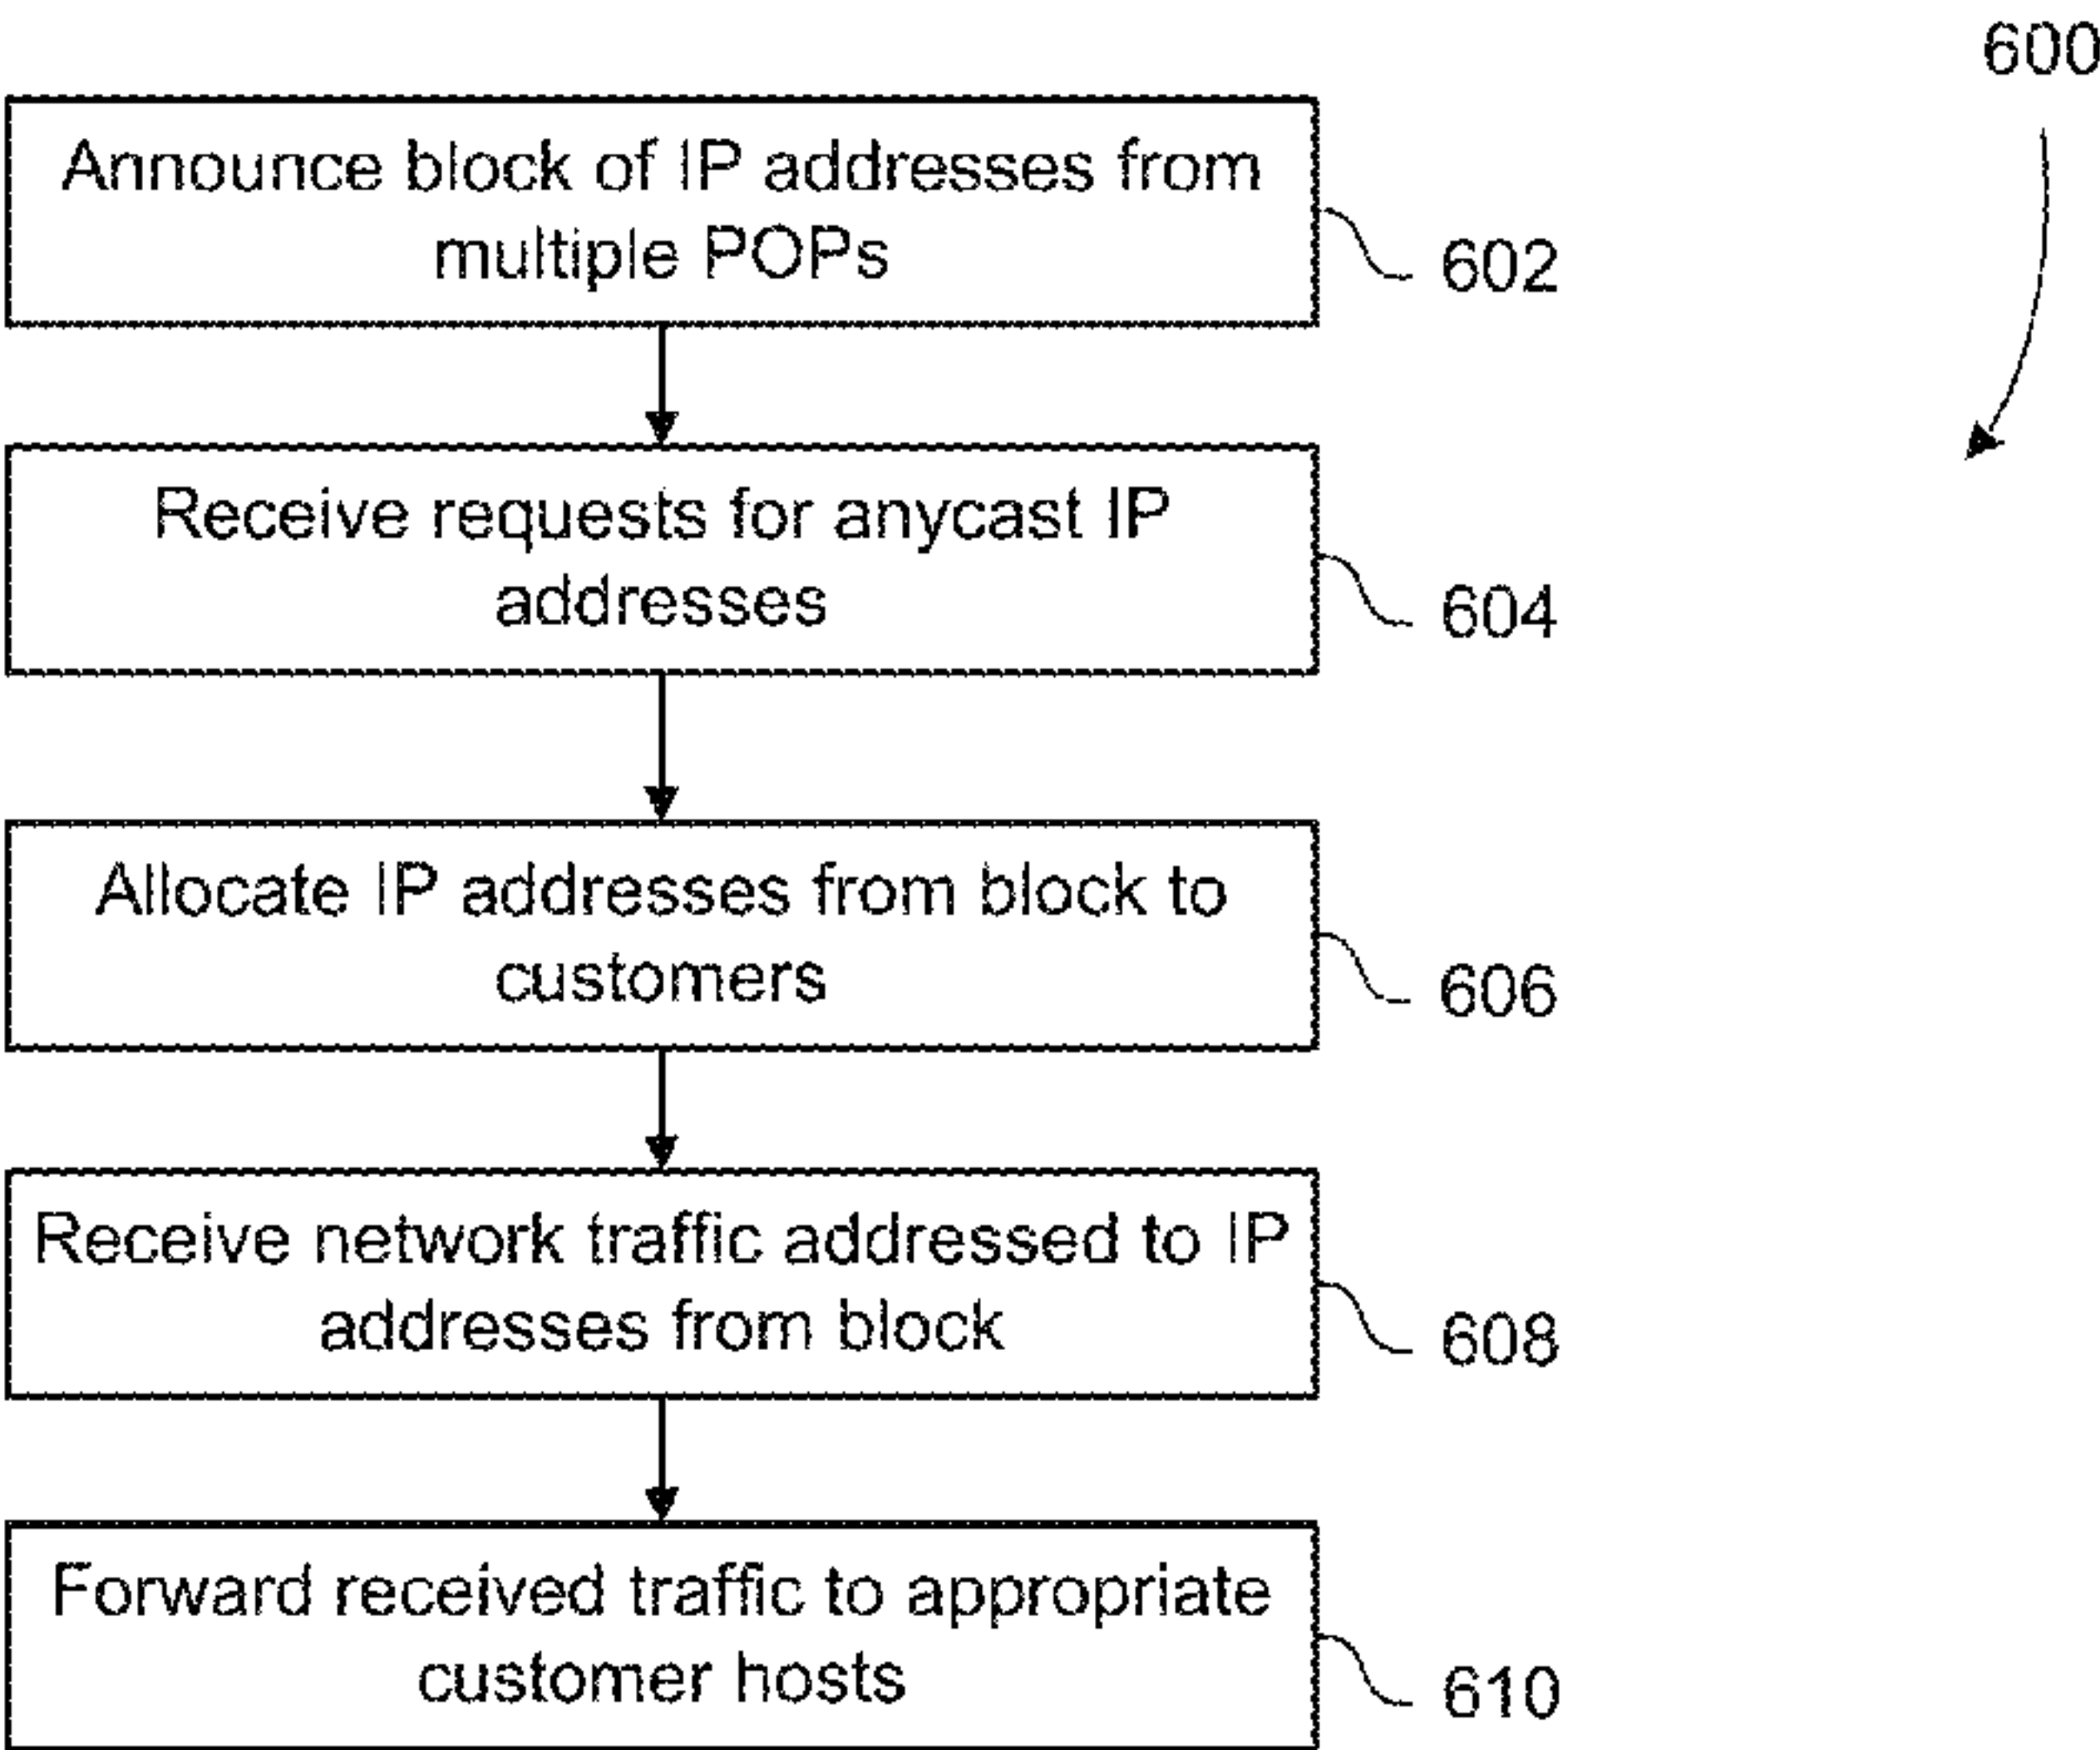 600
Announce block of IP addresses from
multiple POPs
602
Receive requests for anycast IP
addresses
604
Allocate IP addresses from block to
customers
606
Receive network traffic addressed to IP
addresses from block
608
Forward received traffic to appropriate
customer hosts
610